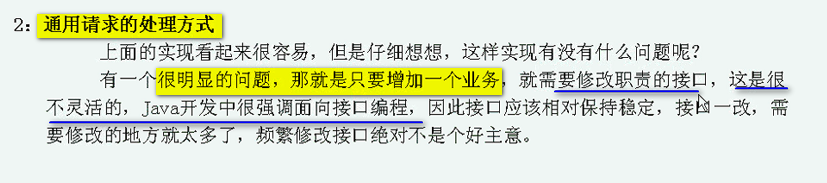 2：通用请求的处理方式
上面的实现看起来很容易，但是仔细想想，这样实现有没有什么问题呢？
有一个很明显的问题，那就是只要增加一个业务，就需要修改职责的接口，这是很
不灵活的，Java开发中很强调面向接口编程，因此接口应该相对保持稳定，接口一改，需
要修改的地方就太多了，频繁修改接口绝对不是个好主意。